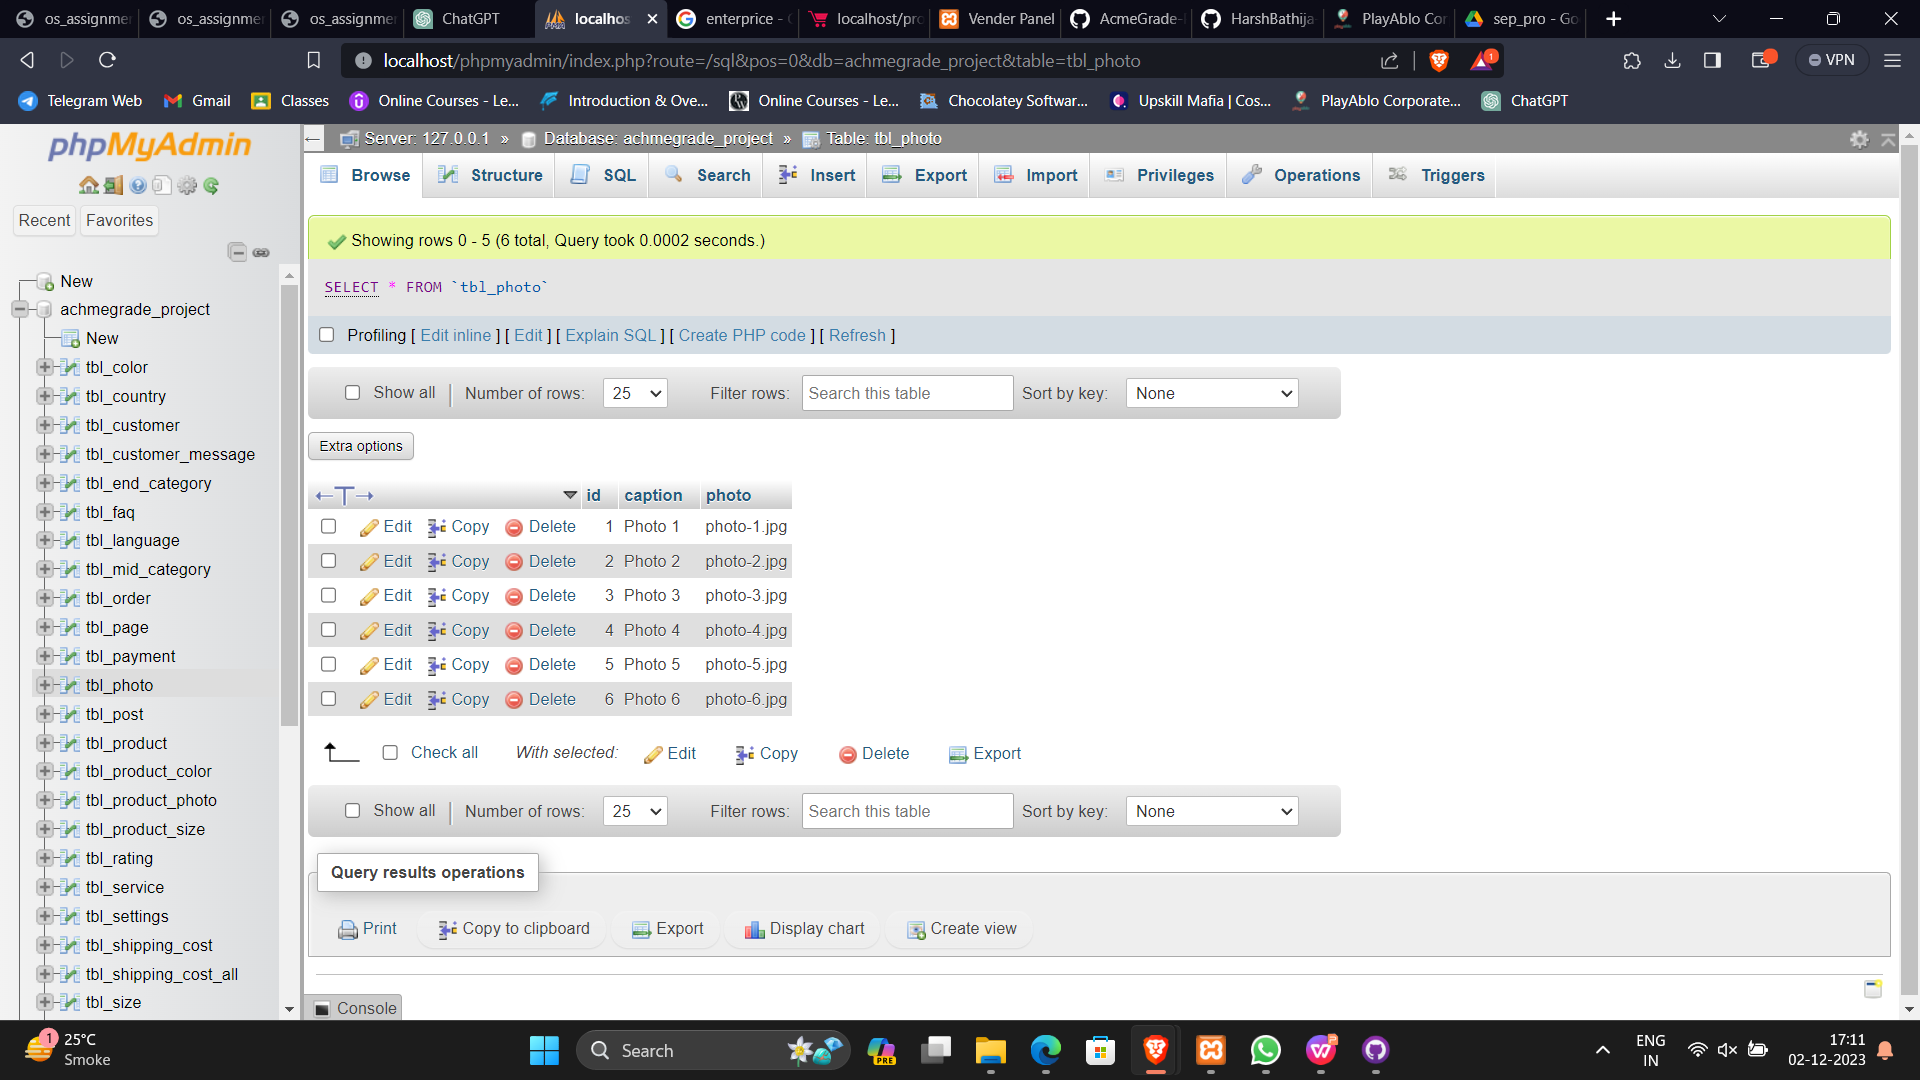 os_assignmer
os_assignmer
os_assignmer
ChatGPT
localhos
enterprice - G
localhost/pro
Vender Panel
AcmeGrade-
HarshBathija
PlayAblo Cor
sep_pro - Go
localhost/phpmyadmin/index.php?route=/sql&pos=0&db=achmegrade_project&table=tbl_photo
1
VPN
Telegram Web Gmail Classes Online Courses - Le... Introduction & Ove... Online Courses - Le... Chocolatey Softwar... Upskill Mafia | Cos... PlayAblo Corporate... ChatGPT
phpMyAdmin
Recent Favorites
New
achmegrade_project
New
tbl_color
tbl_country
tbl_customer
tbl_customer_message
tbl_end_category
tbl_faq
tbl_language
tbl_mid_category
tbl_order
tbl_page
tbl_payment
tbl_photo
tbl_post
tbl_product
tbl_product_color
tbl_product_photo
tbl_product_size
tbl_rating
tbl_service
tbl_settings
tbl_shipping_cost
tbl_shipping_cost_all
tbl_size
Server: 127.0.0.1 » Database: achmegrade_project » Table: tbl_photo
Browse Structure SQL Search Insert Export Import Privileges Operations Triggers
Showing rows 0 - 5 (6 total, Query took 0.0002 seconds.)
SELECT * FROM `tbl_photo`
Profiling [ Edit inline ] [ Edit ] [ Explain SQL ] [ Create PHP code ] [ Refresh ]
Show all Number of rows: 25 Filter rows: Search this table Sort by key: None
Extra options
←T→ id caption photo
Edit Copy Delete 1 Photo 1 photo-1.jpg
Edit Copy Delete 2 Photo 2 photo-2.jpg
Edit Copy Delete 3 Photo 3 photo-3.jpg
Edit Copy Delete 4 Photo 4 photo-4.jpg
Edit Copy Delete 5 Photo 5 photo-5.jpg
Edit Copy Delete 6 Photo 6 photo-6.jpg
Check all With selected: Edit Copy Delete Export
Show all Number of rows: 25 Filter rows: Search this table Sort by key: None
Query results operations
Print Copy to clipboard Export Display chart Create view
Console
1
25°C
Smoke
Search
PRE
ENG
IN
17:11
02-12-2023